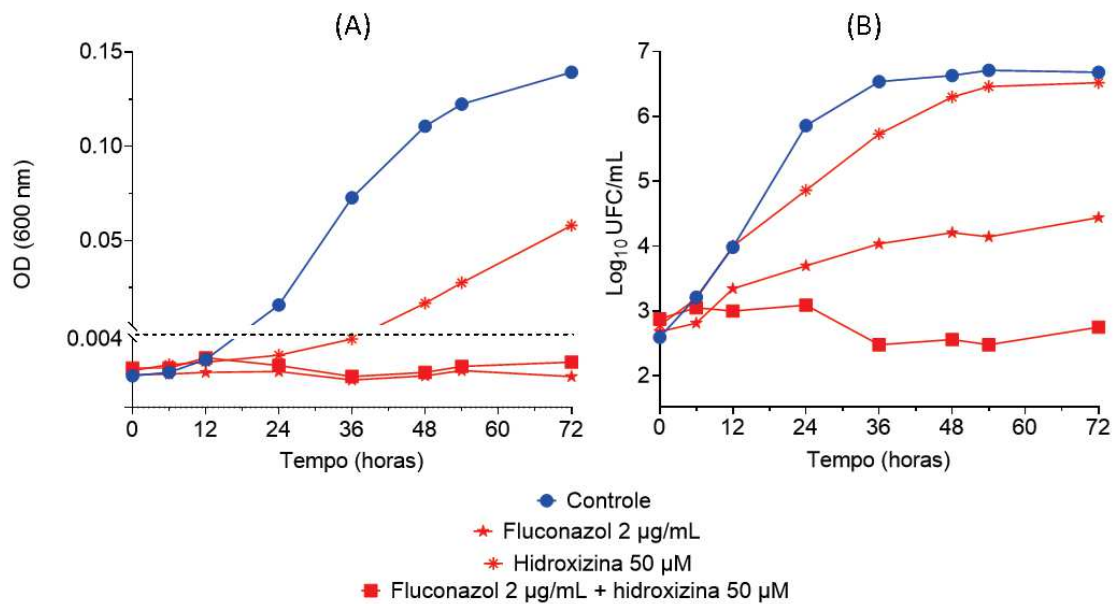 (A)
(B)
0.15
0.10
0.05
0.004
OD (600 nm)
0 12 24 36 48 60 72
Tempo (horas)
7
6
5
4
3
2
Log10 UFC/mL
0 12 24 36 48 60 72
Tempo (horas)
Controle
Fluconazol 2 µg/mL
Hidroxizina 50 µM
Fluconazol 2 µg/mL + hidroxizina 50 µM